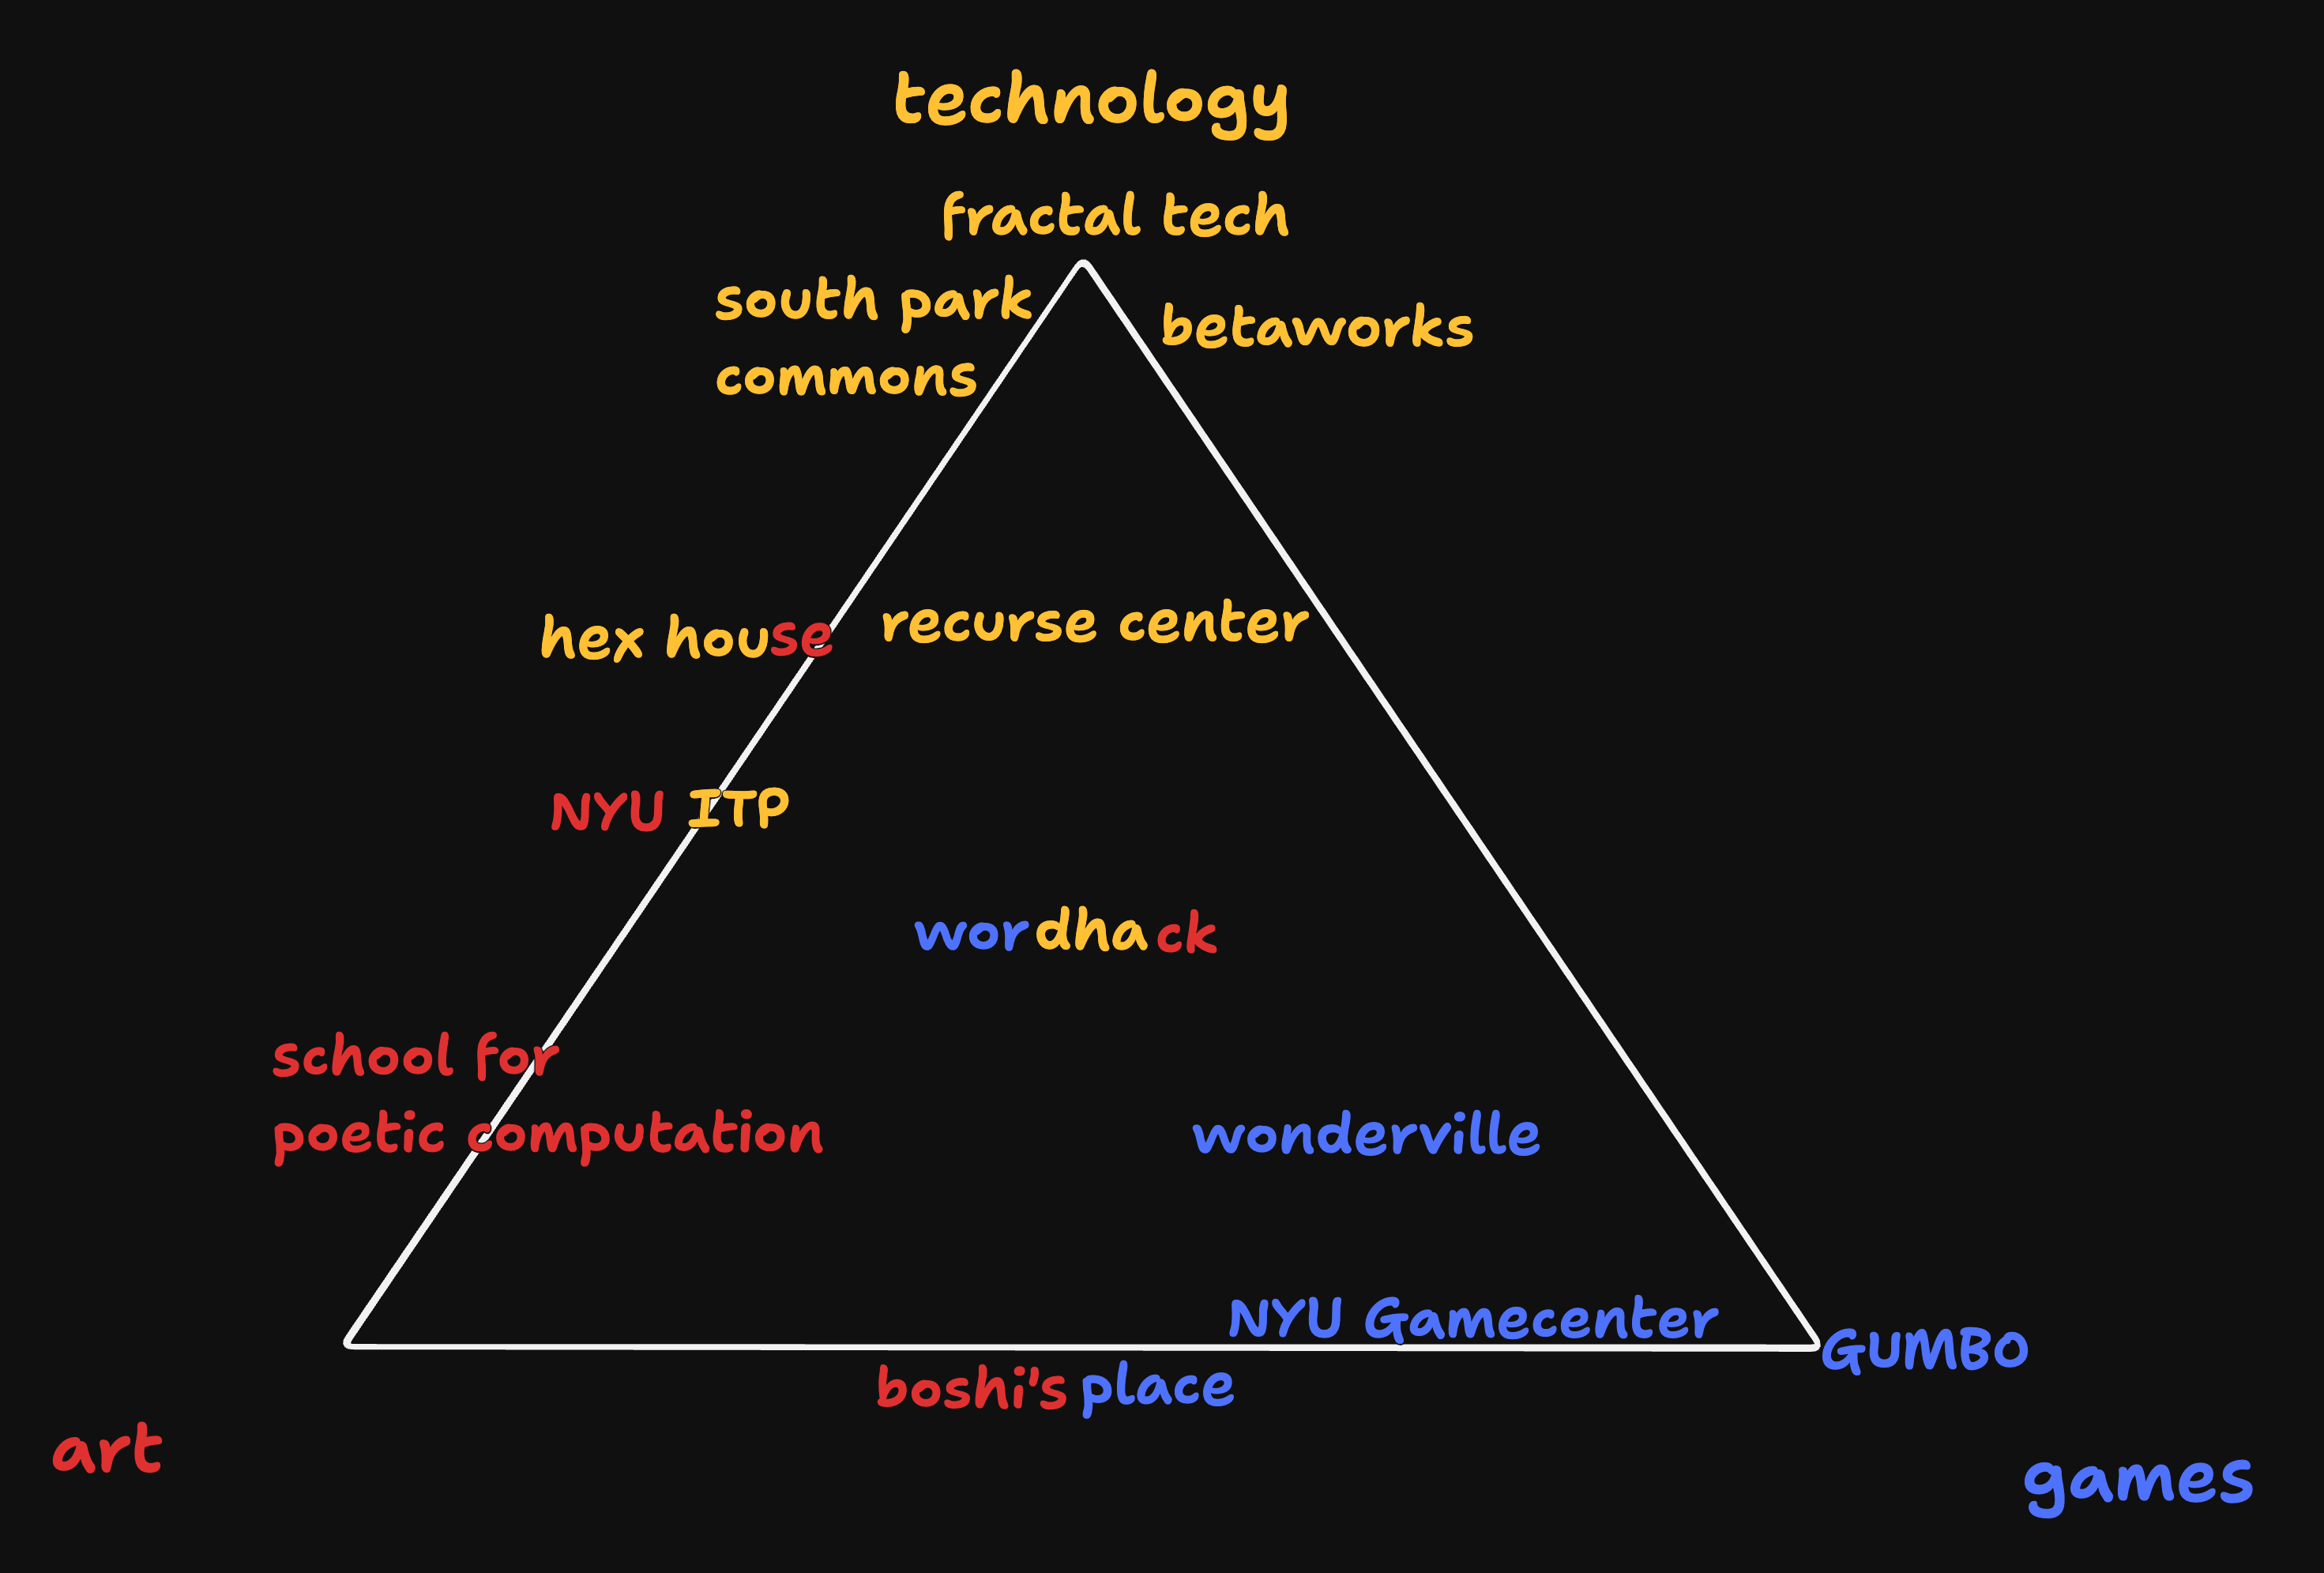 technology
fractal tech
south park
commons
betaworks
hex house
recurse center
NYU ITP
wordhack
school for
poetic computation
wonderville
NYU Gamecenter
GUMBO
boshi's place
art
games